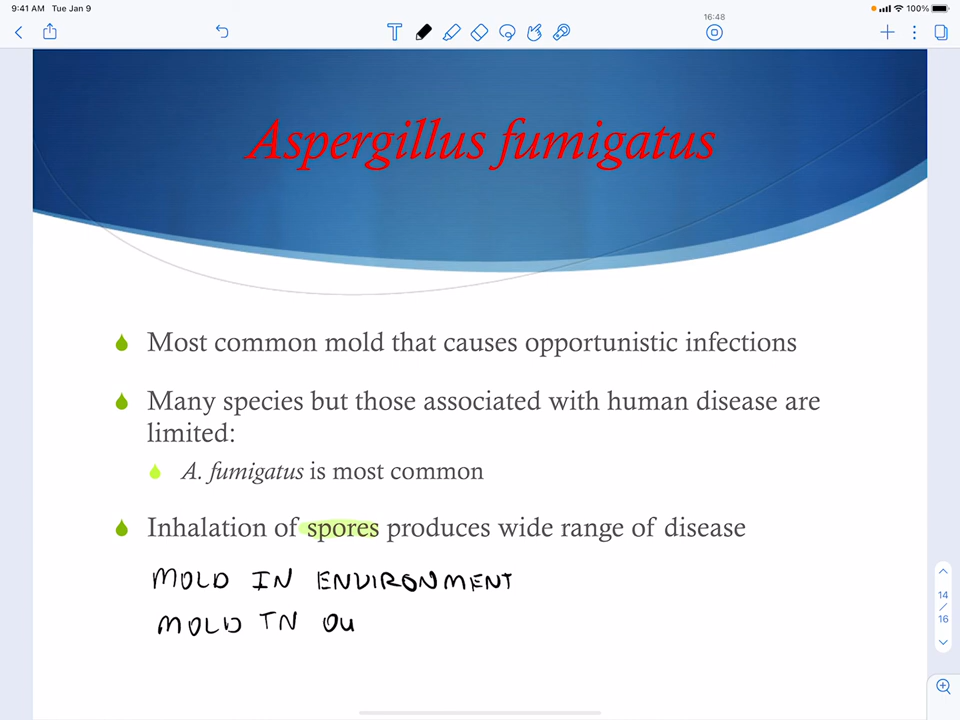 9:41 AM Tue Jan 9
100%
16:48
Aspergillus fumigatus
Most common mold that causes opportunistic infections
Many species but those associated with human disease are
limited:
A. fumigatus is most common
Inhalation of spores produces wide range of disease
MOLD IN ENVIRONMENT
MOLD IN OU
14
/
16